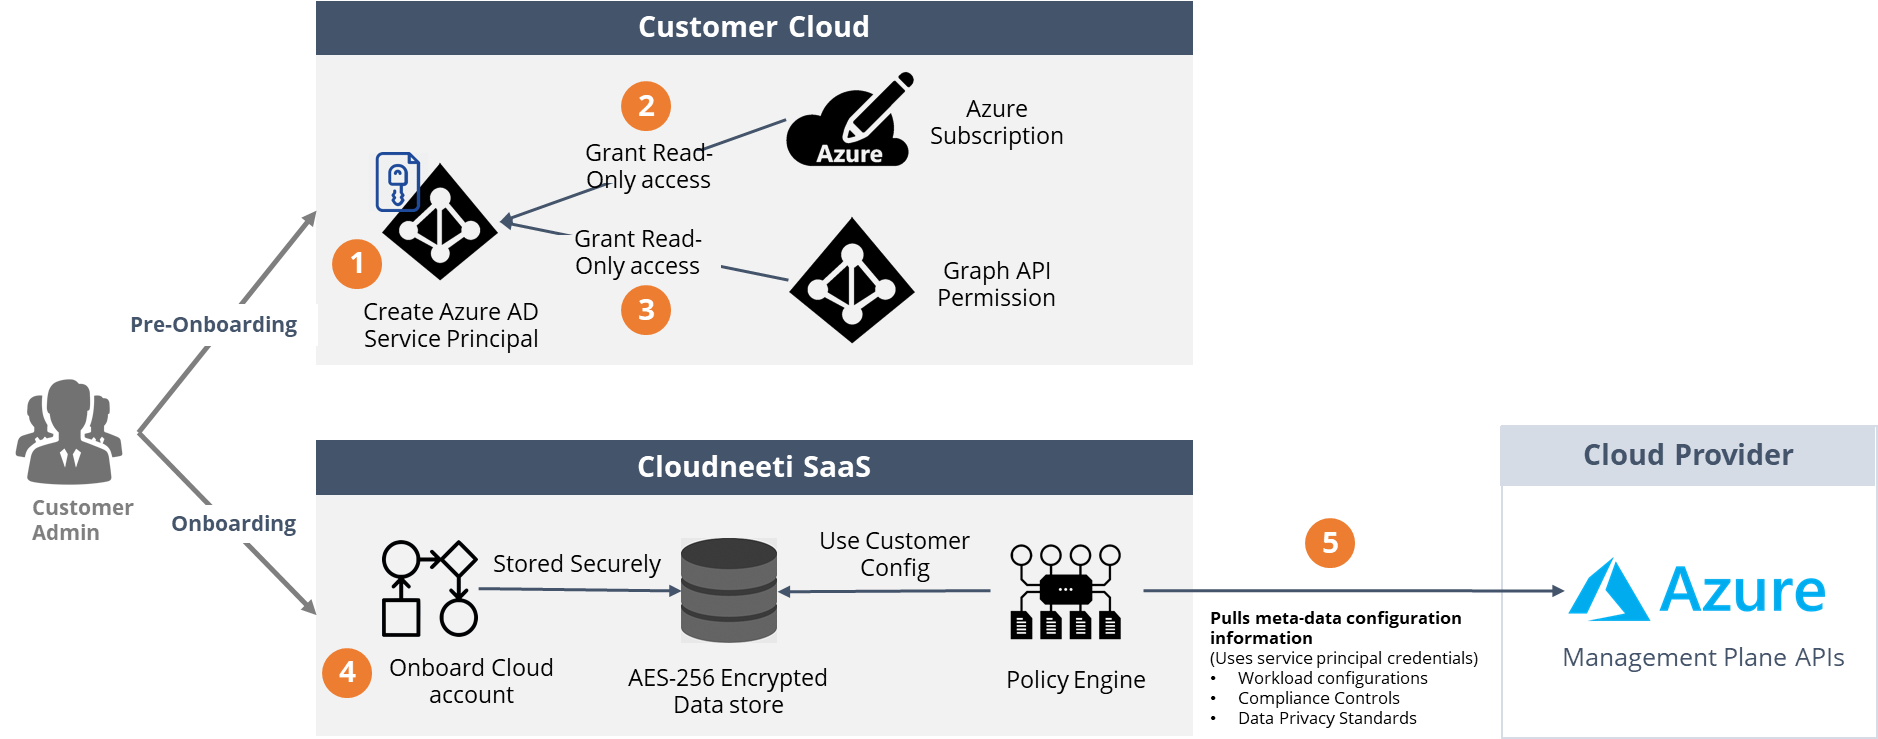 Customer Cloud
2
Azure
Subscription
Azure
Grant Read-
Only access
1
Create Azure AD
Service Principal
Grant Read-
Only access
3
Graph API
Permission
Pre-Onboarding
Customer
Admin
Onboarding
Cloudneeti SaaS
Stored Securely
Use Customer
Config
4
Onboard Cloud
account
AES-256 Encrypted
Data store
Policy Engine
5
Pulls meta-data configuration
information
(Uses service principal credentials)
• Workload configurations
• Compliance Controls
• Data Privacy Standards
Cloud Provider
Azure
Management Plane APIs